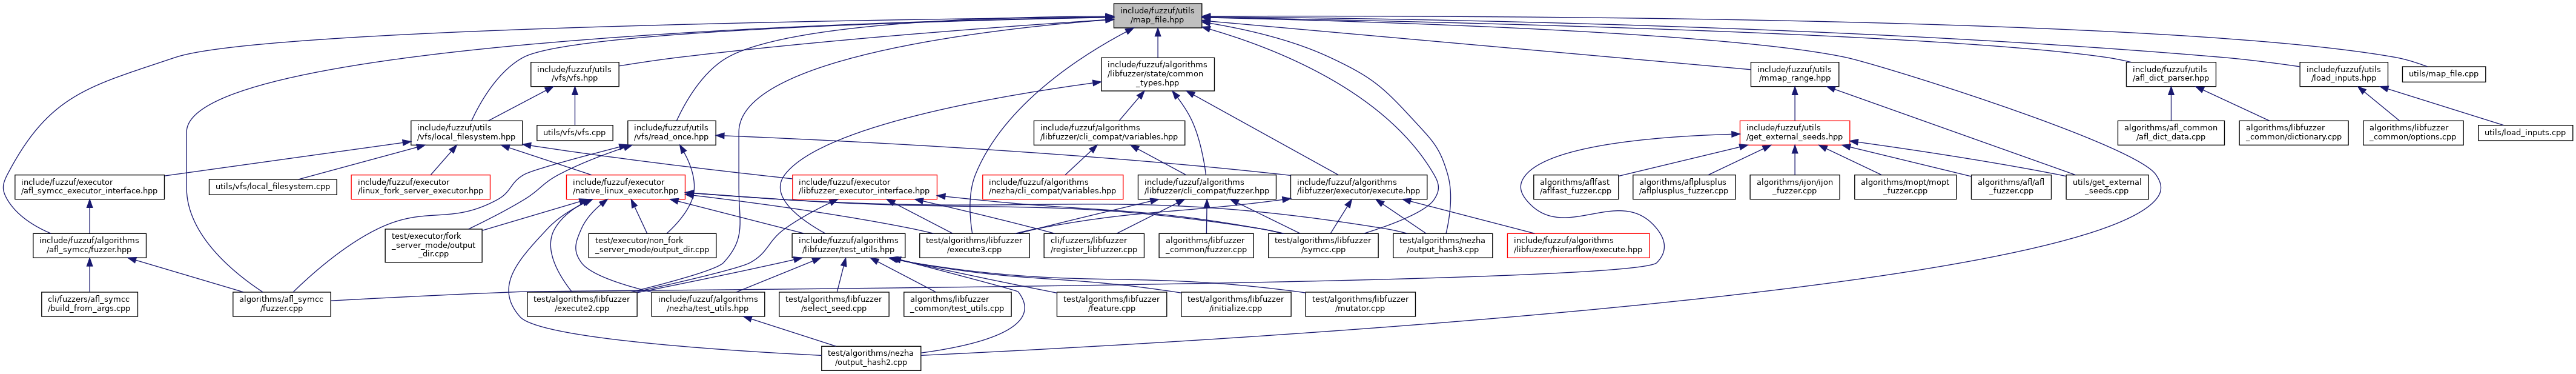 include/fuzzuf/utils
/map_file.hpp
include/fuzzuf/utils
/vfs/vfs.hpp
include/fuzzuf/algorithms
/libfuzzer/state/common
_types.hpp
include/fuzzuf/utils
/mmap_range.hpp
include/fuzzuf/utils
/afl_dict_parser.hpp
include/fuzzuf/utils
/load_inputs.hpp
utils/map_file.cpp
include/fuzzuf/utils
/vfs/local_filesystem.hpp
utils/vfs/vfs.cpp
include/fuzzuf/utils
/vfs/read_once.hpp
include/fuzzuf/algorithms
/libfuzzer/cli_compat/variables.hpp
include/fuzzuf/utils
/get_external_seeds.hpp
algorithms/afl_common
/afl_dict_data.cpp
algorithms/libfuzzer
_common/dictionary.cpp
algorithms/libfuzzer
_common/options.cpp
utils/load_inputs.cpp
include/fuzzuf/executor
/afl_symcc_executor_interface.hpp
utils/vfs/local_filesystem.cpp
include/fuzzuf/executor
/linux_fork_server_executor.hpp
include/fuzzuf/executor
/native_linux_executor.hpp
include/fuzzuf/executor
/libfuzzer_executor_interface.hpp
include/fuzzuf/algorithms
/nezha/cli_compat/variables.hpp
include/fuzzuf/algorithms
/libfuzzer/cli_compat/fuzzer.hpp
include/fuzzuf/algorithms
/libfuzzer/executor/execute.hpp
algorithms/aflfast
/aflfast_fuzzer.cpp
algorithms/aflplusplus
/aflplusplus_fuzzer.cpp
algorithms/ijon/ijon
_fuzzer.cpp
algorithms/mopt/mopt
_fuzzer.cpp
algorithms/afl/afl
_fuzzer.cpp
utils/get_external
_seeds.cpp
include/fuzzuf/algorithms
/afl_symcc/fuzzer.hpp
test/executor/fork
_server_mode/output
_dir.cpp
test/executor/non_fork
_server_mode/output_dir.cpp
include/fuzzuf/algorithms
/libfuzzer/test_utils.hpp
test/algorithms/libfuzzer
/execute3.cpp
cli/fuzzers/libfuzzer
/register_libfuzzer.cpp
algorithms/libfuzzer
_common/fuzzer.cpp
test/algorithms/libfuzzer
/symcc.cpp
test/algorithms/nezha
/output_hash3.cpp
include/fuzzuf/algorithms
/libfuzzer/hierarflow/execute.hpp
cli/fuzzers/afl_symcc
/build_from_args.cpp
algorithms/afl_symcc
/fuzzer.cpp
test/algorithms/libfuzzer
/execute2.cpp
include/fuzzuf/algorithms
/nezha/test_utils.hpp
test/algorithms/libfuzzer
/select_seed.cpp
algorithms/libfuzzer
_common/test_utils.cpp
test/algorithms/libfuzzer
/feature.cpp
test/algorithms/libfuzzer
/initialize.cpp
test/algorithms/libfuzzer
/mutator.cpp
test/algorithms/nezha
/output_hash2.cpp